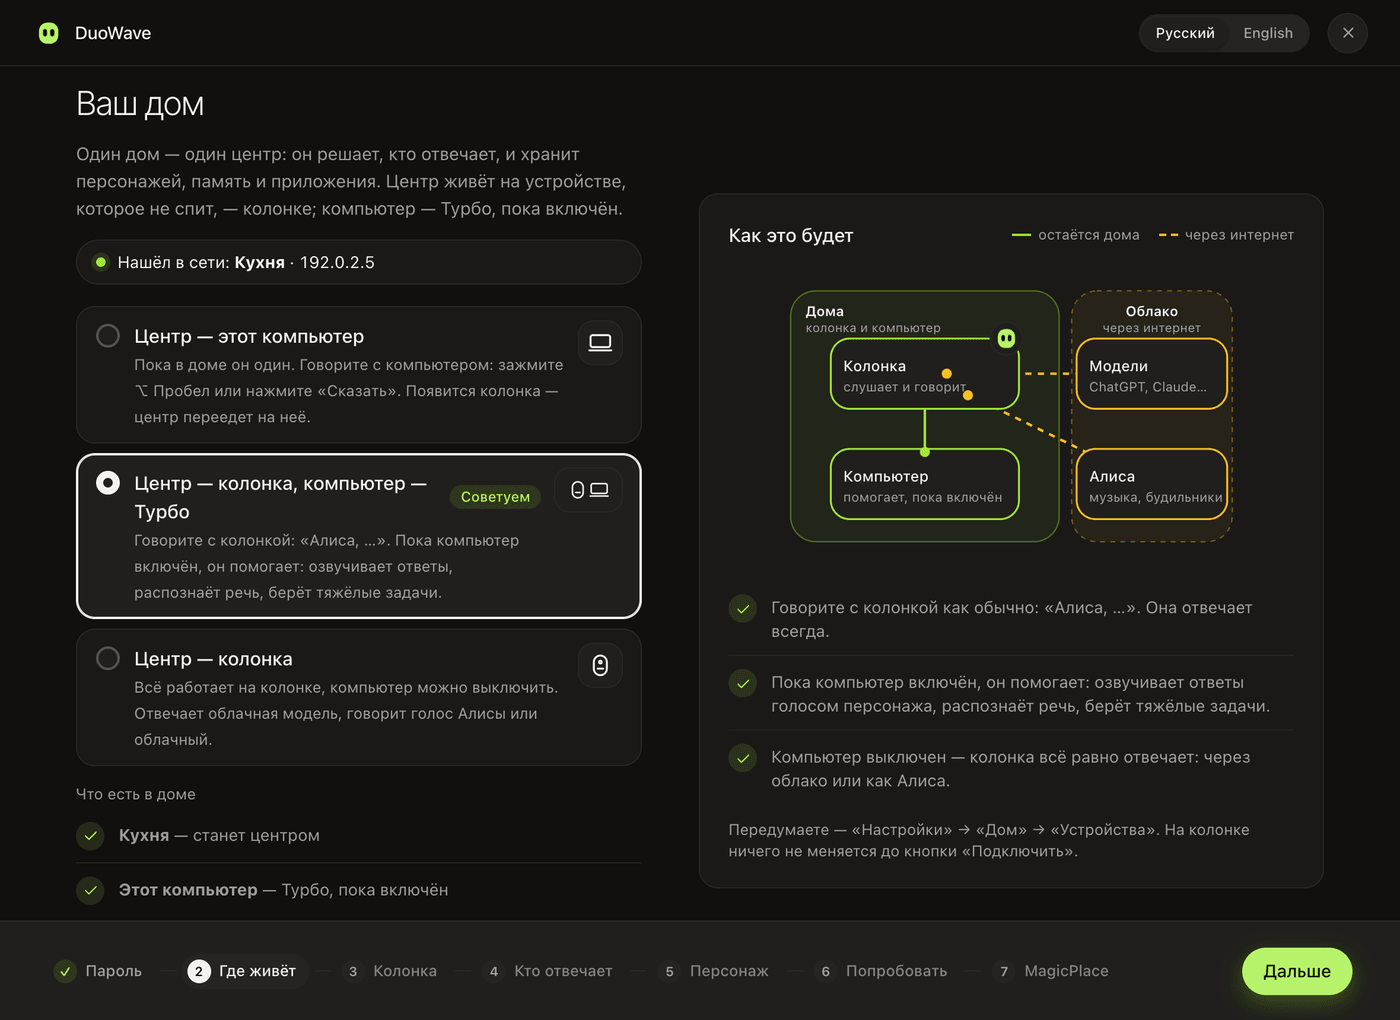 DuoWave
Русский
English
Ваш дом
Один дом — один центр: он решает, кто отвечает, и хранит
персонажей, память и приложения. Центр живёт на устройстве,
которое не спит, — колонке; компьютер — Турбо, пока включён.
Нашёл в сети: Кухня · 192.0.2.5
Центр — этот компьютер
Пока в доме он один. Говорите с компьютером: зажмите
⌥ Пробел или нажмите «Сказать». Появится колонка —
центр переедет на неё.
Центр — колонка, компьютер —
Турбо
Советуем
Говорите с колонкой: «Алиса, ...». Пока компьютер
включён, он помогает: озвучивает ответы,
распознаёт речь, берёт тяжёлые задачи.
Центр — колонка
Всё работает на колонке, компьютер можно выключить.
Отвечает облачная модель, говорит голос Алисы или
облачный.
Что есть в доме
Кухня — станет центром
Этот компьютер — Турбо, пока включён
Как это будет
остаётся дома
через интернет
Дома
колонка и компьютер
Облако
через интернет
Колонка
слушает и говорит
Модели
ChatGPT, Claude...
Компьютер
помогает, пока включён
Алиса
музыка, будильники
Говорите с колонкой как обычно: «Алиса, ...». Она отвечает
всегда.
Пока компьютер включён, он помогает: озвучивает ответы
голосом персонажа, распознаёт речь, берёт тяжёлые задачи.
Компьютер выключен — колонка всё равно отвечает: через
облако или как Алиса.
Передумаете — «Настройки» → «Дом» → «Устройства». На колонке
ничего не меняется до кнопки «Подключить».
Пароль
2 Где живёт
3 Колонка
4 Кто отвечает
5 Персонаж
6 Попробовать
7 MagicPlace
Дальше